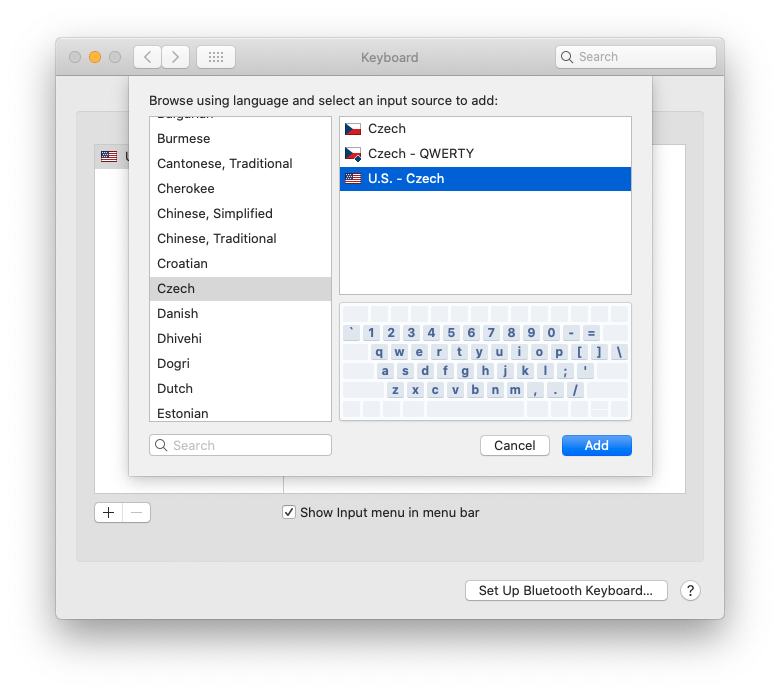 Keyboard
Search
Browse using language and select an input source to add:
Bulgarian
Burmese
Cantonese, Traditional
Cherokee
Chinese, Simplified
Chinese, Traditional
Croatian
Czech
Danish
Dhivehi
Dogri
Dutch
Estonian
Search
Czech
Czech - QWERTY
U.S. - Czech
` 1 2 3 4 5 6 7 8 9 0 - =
q w e r t y u i o p [ ] \
a s d f g h j k l ; '
z x c v b n m , . /
Cancel
Add
Show Input menu in menu bar
Set Up Bluetooth Keyboard...
?